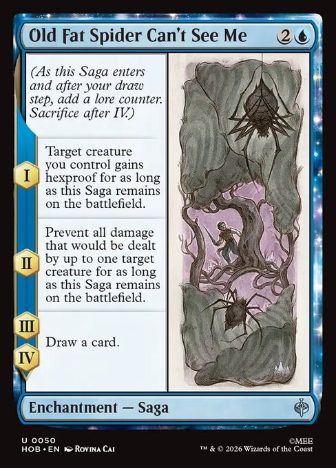 Old Fat Spider Can't See Me 2
(As this Saga enters
and after your draw
step, add a lore counter.
Sacrifice after IV.)
I
Target creature
you control gains
hexproof for as long
as this Saga remains
on the battlefield.
II
Prevent all damage
that would be dealt
by up to one target
creature for as long
as this Saga remains
on the battlefield.
III
IV
Draw a card.
Enchantment — Saga
U 0050
HOB • EN Rovina Cai
©MEE
™ & © 2026 Wizards of the Coast